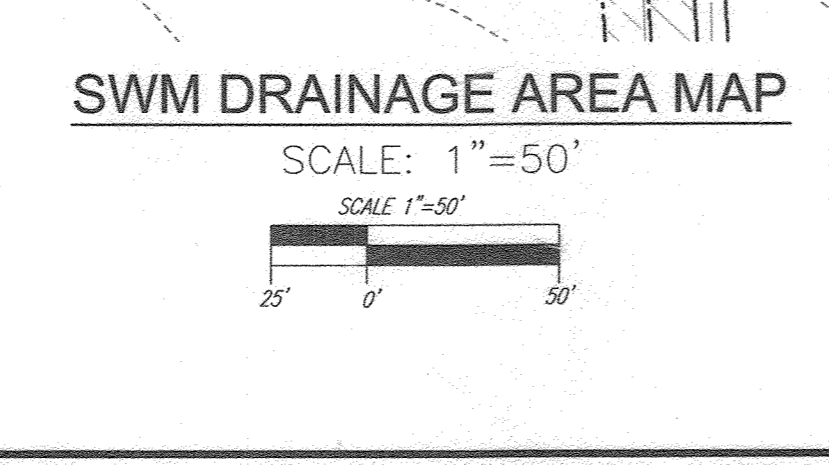 SWM DRAINAGE AREA MAP
SCALE: 1"=50'
SCALE 1"=50'
25' 0' 50'